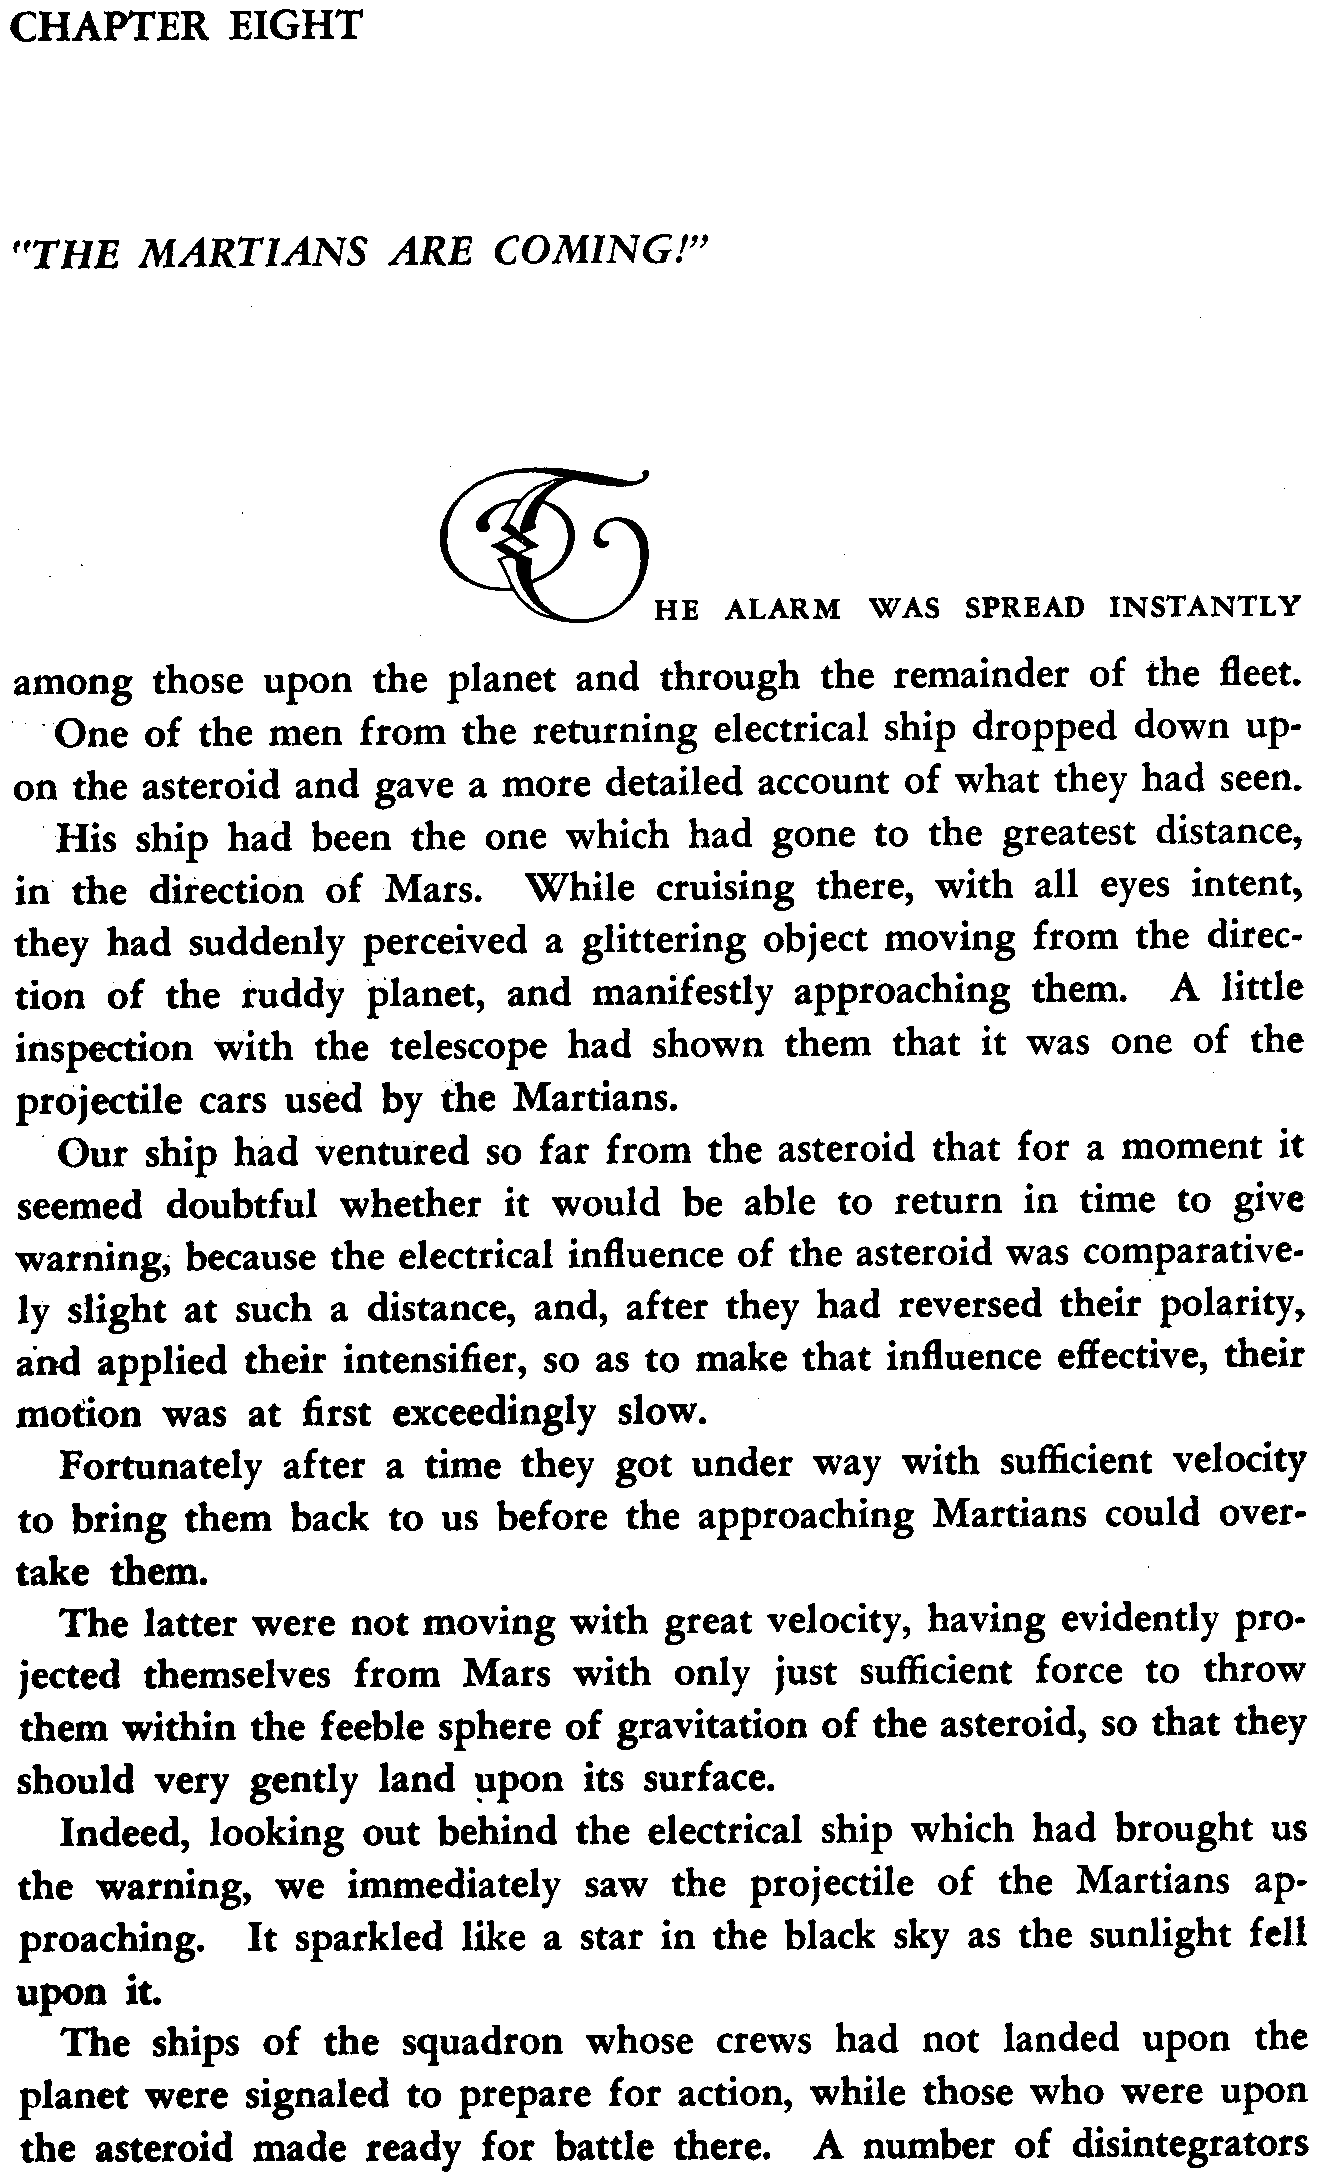 CHAPTER EIGHT
"THE MARTIANS ARE COMING!"
THE ALARM WAS SPREAD INSTANTLY
among those upon the planet and through the remainder of the fleet.
One of the men from the returning electrical ship dropped down up-
on the asteroid and gave a more detailed account of what they had seen.
His ship had been the one which had gone to the greatest distance,
in the direction of Mars. While cruising there, with all eyes intent,
they had suddenly perceived a glittering object moving from the direc-
tion of the ruddy planet, and manifestly approaching them. A little
inspection with the telescope had shown them that it was one of the
projectile cars used by the Martians.
Our ship had ventured so far from the asteroid that for a moment it
seemed doubtful whether it would be able to return in time to give
warning, because the electrical influence of the asteroid was comparative-
ly slight at such a distance, and, after they had reversed their polarity,
and applied their intensifier, so as to make that influence effective, their
motion was at first exceedingly slow.
Fortunately after a time they got under way with sufficient velocity
to bring them back to us before the approaching Martians could over-
take them.
The latter were not moving with great velocity, having evidently pro-
jected themselves from Mars with only just sufficient force to throw
them within the feeble sphere of gravitation of the asteroid, so that they
should very gently land upon its surface.
Indeed, looking out behind the electrical ship which had brought us
the warning, we immediately saw the projectile of the Martians ap-
proaching. It sparkled like a star in the black sky as the sunlight fell
upon it.
The ships of the squadron whose crews had not landed upon the
planet were signaled to prepare for action, while those who were upon
the asteroid made ready for battle there. A number of disintegrators